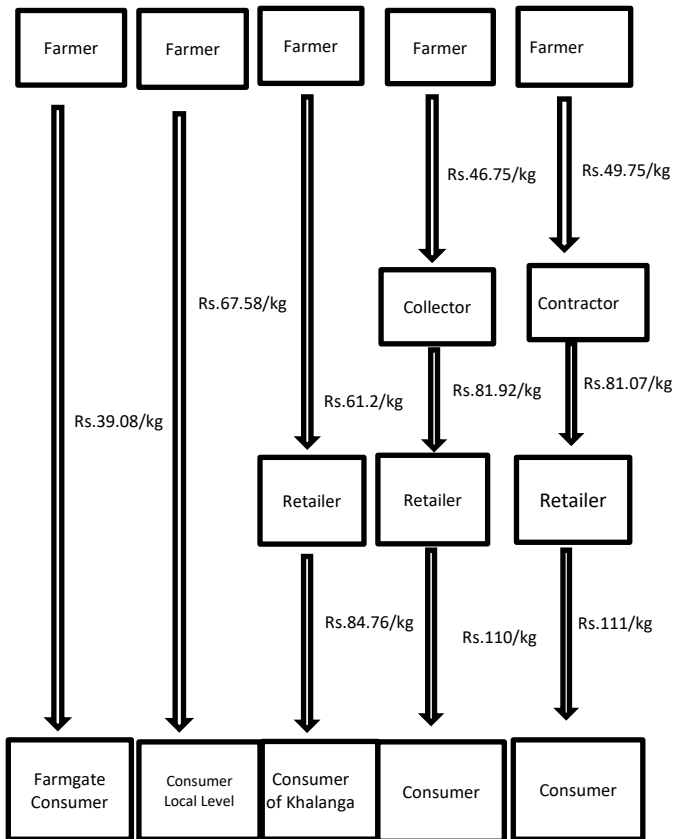 Farmer
Farmer
Farmer
Farmer
Farmer
Rs.46.75/kg
Rs.49.75/kg
Rs.67.58/kg
Collector
Contractor
Rs.39.08/kg
Rs.61.2/kg
Rs.81.92/kg
Rs.81.07/kg
Retailer
Retailer
Retailer
Rs.84.76/kg
Rs.110/kg
Rs.111/kg
Farmgate
Consumer
Consumer
Local Level
Consumer
of Khalanga
Consumer
Consumer